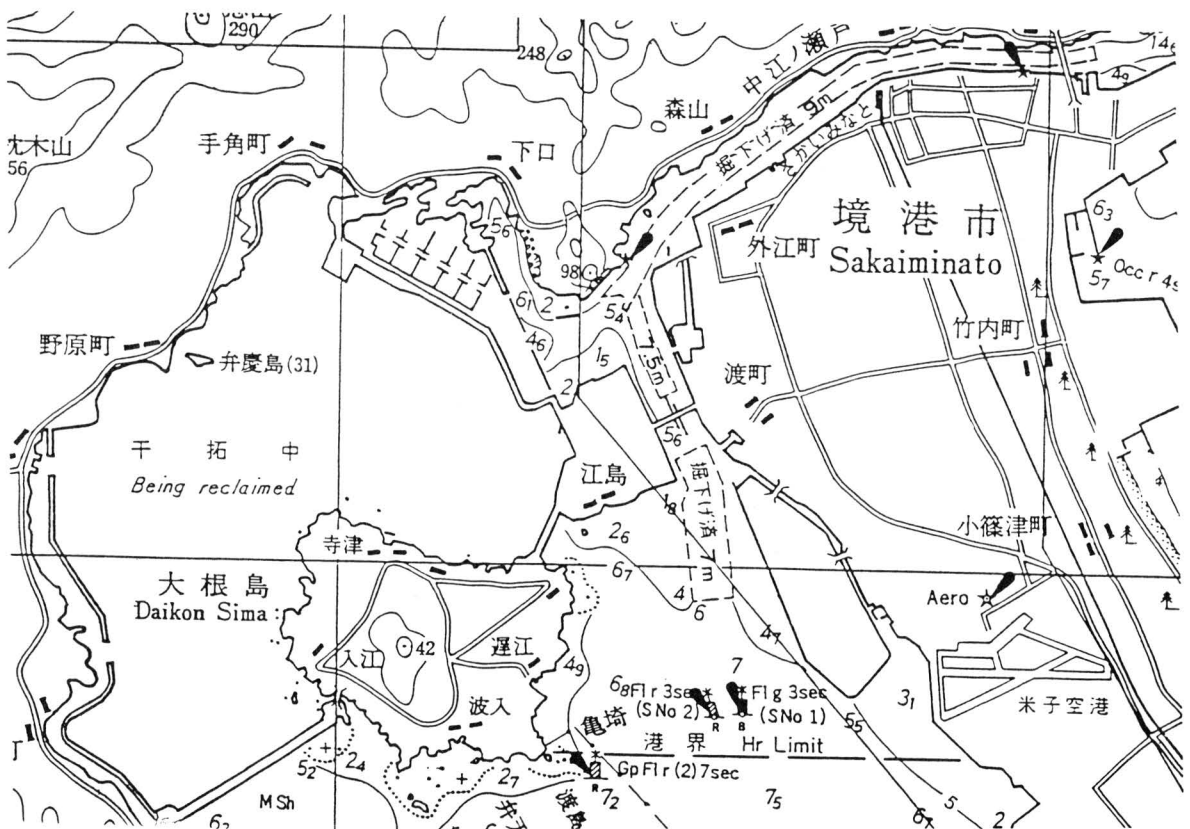 290
248
中江ノ瀬戸
森山
掘下げ済 9m
さかいみなと
14₆
4₉
枕木山
56
手角町
下口
5₆
98
境港市
Sakaiminato
外江町
6₃
5₇
Occ r 4s
6₁
2
5₄
4₆
1₅
7.5m
2
野原町
弁慶島(31)
渡町
竹内町
5₆
干拓中
Being reclaimed
江島
掘下げ済 7m
1₈
2₆
6₇
4
6
小篠津町
寺津
大根島
Daikon Sima
Aero
42
入江
遅江
4₉
4₇
7
6₈
Fl r 3sec
(S No 2)
R
Fl g 3sec
(S No 1)
B
3₁
米子空港
波入
亀埼
5₅
港界 Hr Limit
Gp Fl r (2) 7sec
R
5₂
2₄
2₇
M Sh
6₂
7₂
7₅
5
6₇
2